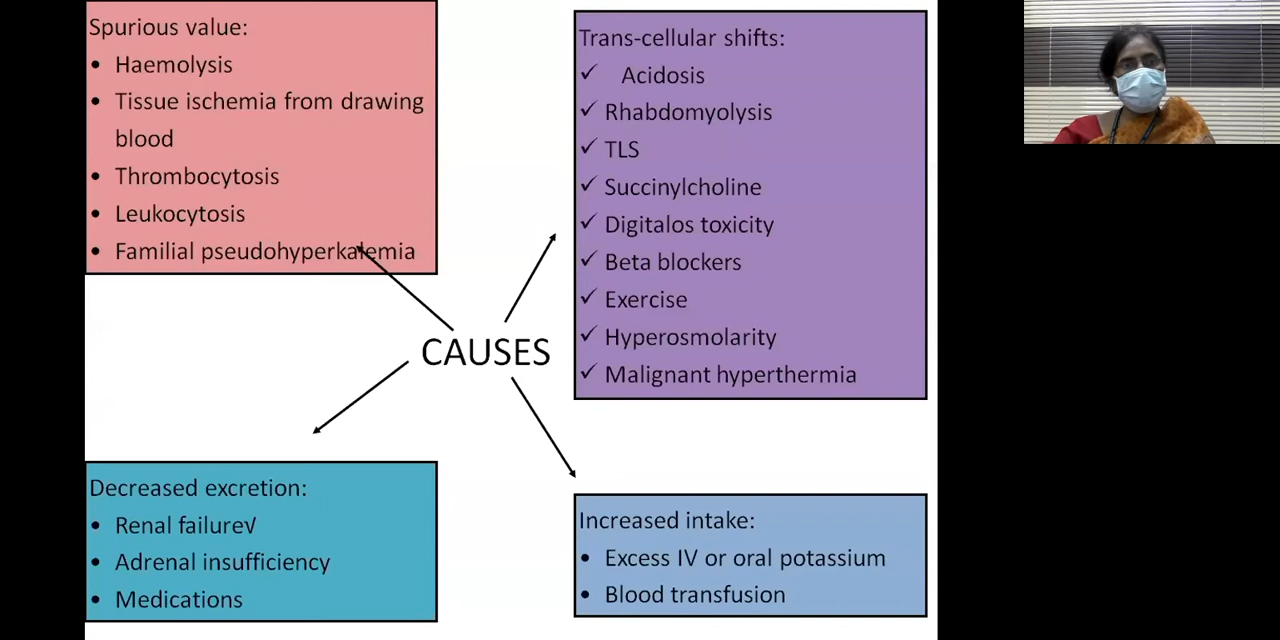 Spurious value:
• Haemolysis
• Tissue ischemia from drawing
blood
• Thrombocytosis
• Leukocytosis
• Familial pseudohyperkalemia
Trans-cellular shifts:
✓ Acidosis
✓ Rhabdomyolysis
✓ TLS
✓ Succinylcholine
✓ Digitalos toxicity
✓ Beta blockers
✓ Exercise
✓ Hyperosmolarity
✓ Malignant hyperthermia
CAUSES
Decreased excretion:
• Renal failure√
• Adrenal insufficiency
• Medications
Increased intake:
• Excess IV or oral potassium
• Blood transfusion